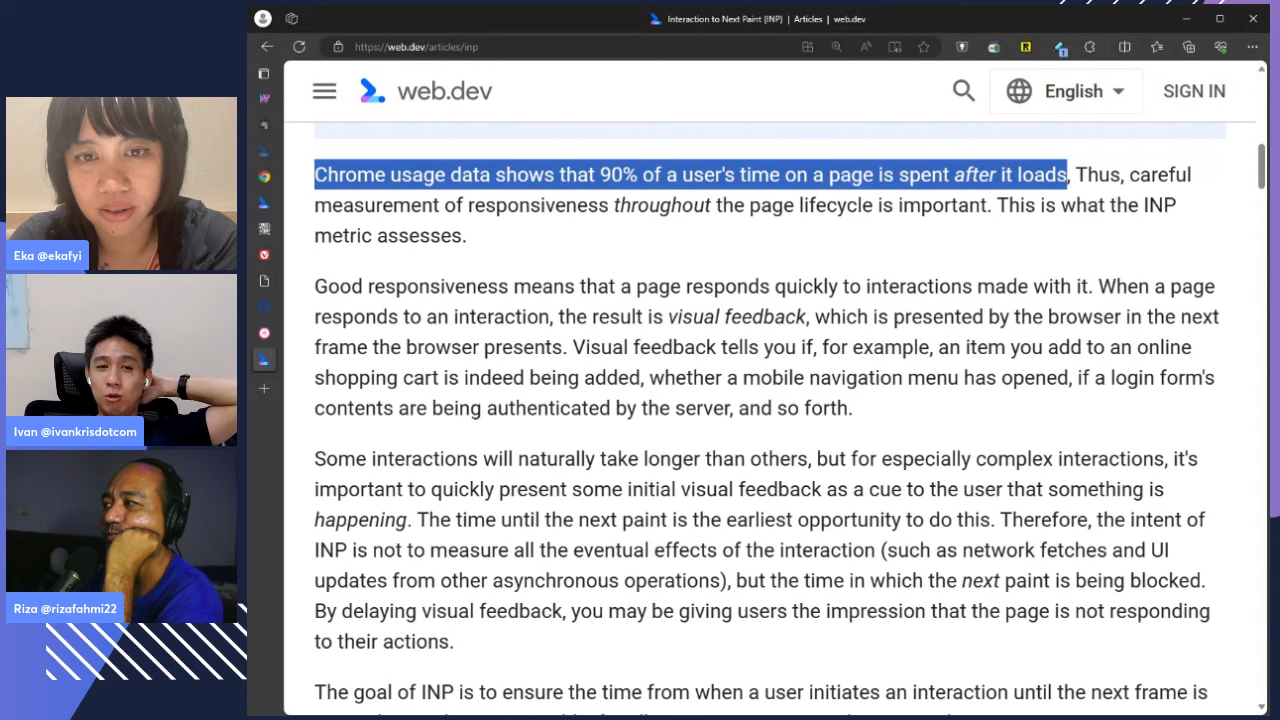 Interaction to Next Paint (INP) | Articles | web.dev
https://web.dev/articles/inp
web.dev
English
SIGN IN
Chrome usage data shows that 90% of a user's time on a page is spent after it loads, Thus, careful
measurement of responsiveness throughout the page lifecycle is important. This is what the INP
metric assesses.
Good responsiveness means that a page responds quickly to interactions made with it. When a page
responds to an interaction, the result is visual feedback, which is presented by the browser in the next
frame the browser presents. Visual feedback tells you if, for example, an item you add to an online
shopping cart is indeed being added, whether a mobile navigation menu has opened, if a login form's
contents are being authenticated by the server, and so forth.
Some interactions will naturally take longer than others, but for especially complex interactions, it's
important to quickly present some initial visual feedback as a cue to the user that something is
happening. The time until the next paint is the earliest opportunity to do this. Therefore, the intent of
INP is not to measure all the eventual effects of the interaction (such as network fetches and UI
updates from other asynchronous operations), but the time in which the next paint is being blocked.
By delaying visual feedback, you may be giving users the impression that the page is not responding
to their actions.
The goal of INP is to ensure the time from when a user initiates an interaction until the next frame is
Eka @ekafyi
Ivan @ivankrisdotcom
Riza @rizafahmi22